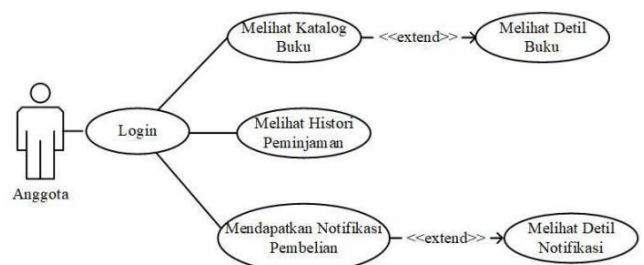 Melihat Katalog
Buku
<<extend>>
Melihat Detil
Buku
Login
Melihat Histori
Peminjaman
Anggota
Mendapatkan Notifikasi
Pembelian
<<extend>>
Melihat Detil
Notifikasi